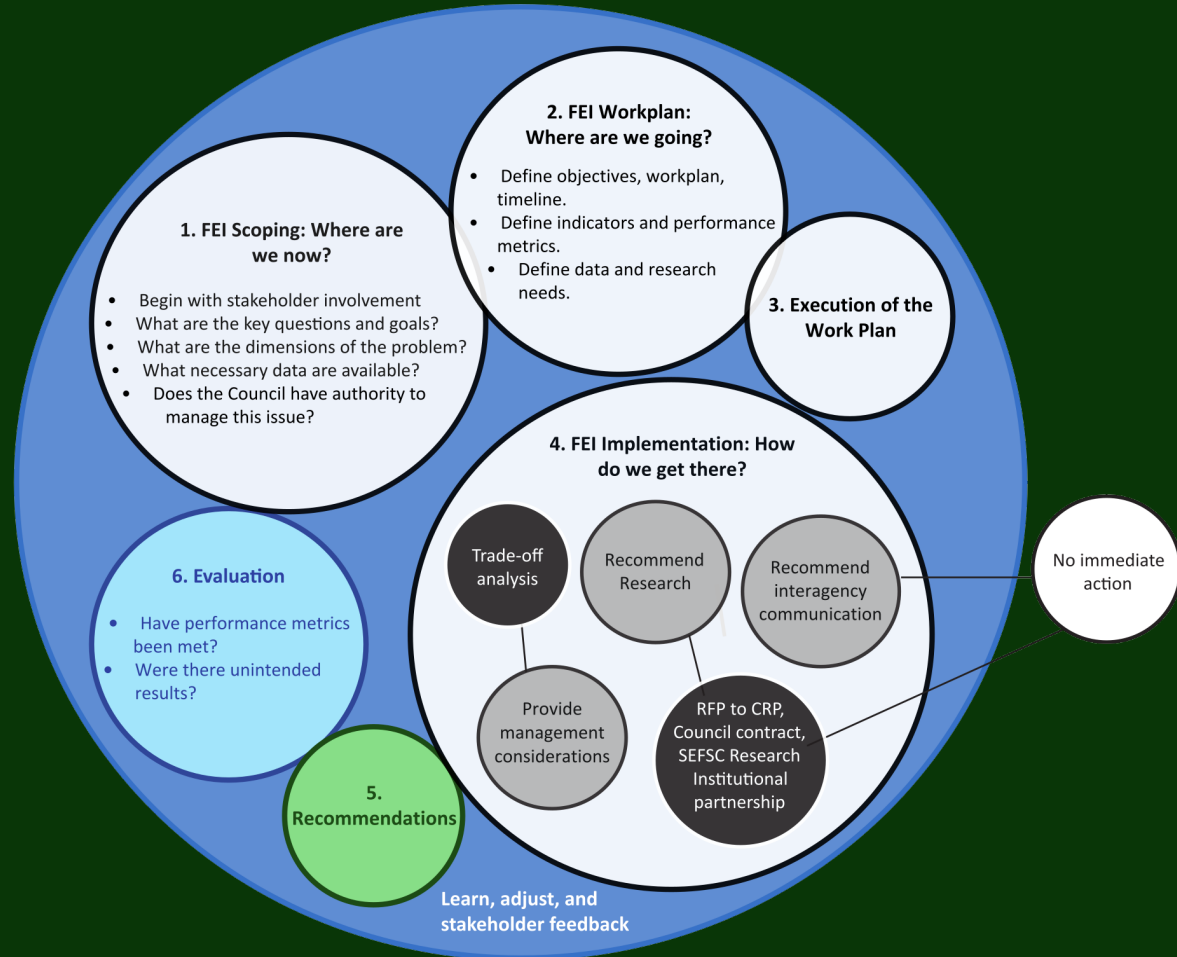 1. FEI Scoping: Where are
we now?
• Begin with stakeholder involvement
• What are the key questions and goals?
• What are the dimensions of the problem?
• What necessary data are available?
• Does the Council have authority to
manage this issue?
2. FEI Workplan:
Where are we going?
• Define objectives, workplan,
timeline.
• Define indicators and performance
metrics.
• Define data and research
needs.
3. Execution of the
Work Plan
4. FEI Implementation: How
do we get there?
Trade-off
analysis
Recommend
Research
Recommend
interagency
communication
Provide
management
considerations
RFP to CRP,
Council contract,
SEFSC Research
Institutional
partnership
No immediate
action
5.
Recommendations
6. Evaluation
• Have performance metrics
been met?
• Were there unintended
results?
Learn, adjust, and
stakeholder feedback